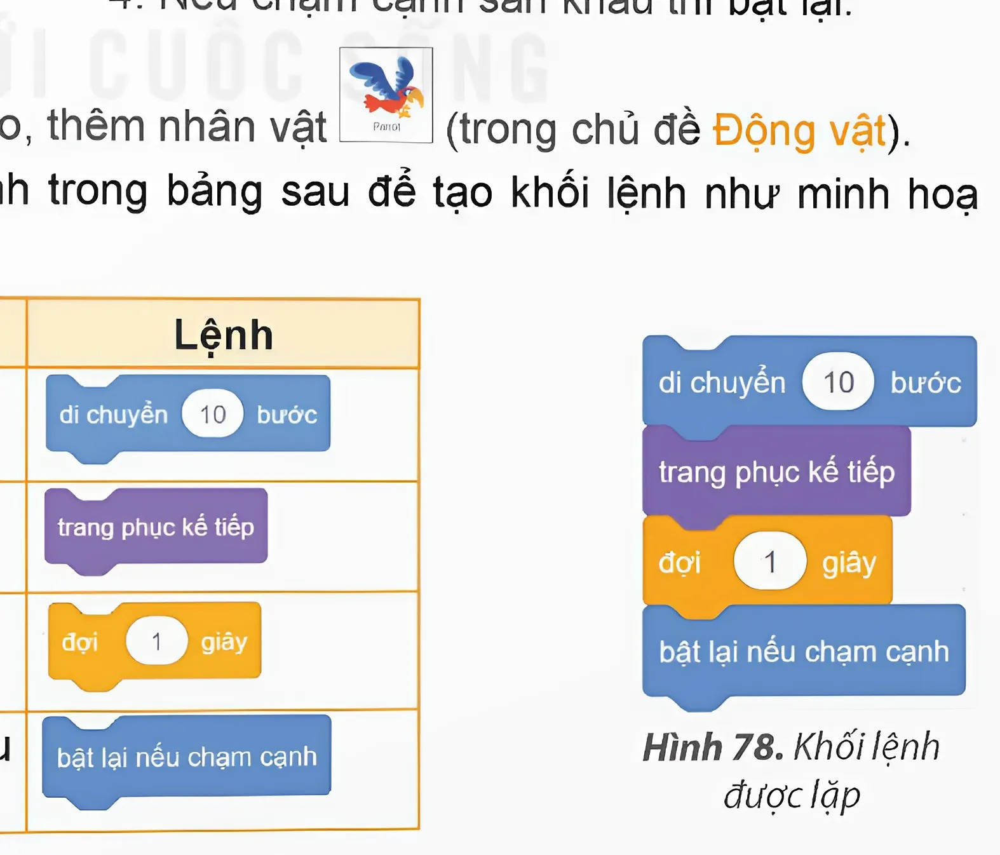 4. Nếu chạm cạnh sân khấu thì bật lại.
ỚI CUỘC SỐNG
o, thêm nhân vật Parrot (trong chủ đề Động vật).
nh trong bảng sau để tạo khối lệnh như minh hoạ
Lệnh
di chuyển 10 bước
trang phục kế tiếp
đợi 1 giây
bật lại nếu chạm cạnh
di chuyển 10 bước
trang phục kế tiếp
đợi 1 giây
bật lại nếu chạm cạnh
Hình 78. Khối lệnh
được lặp